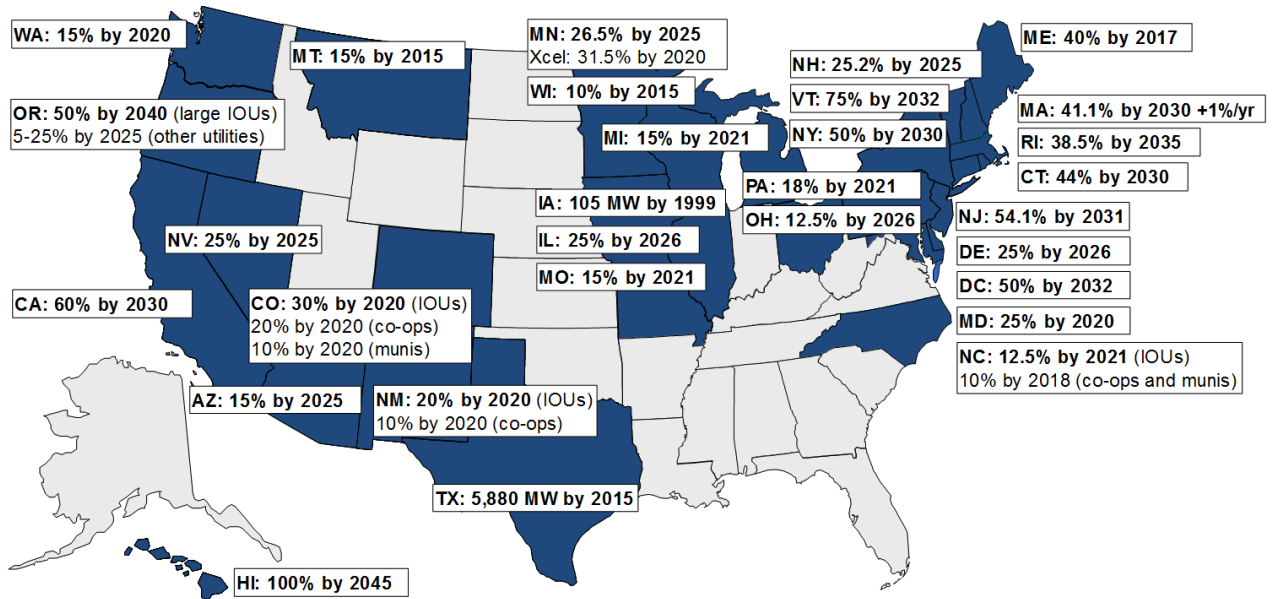 WA: 15% by 2020
MT: 15% by 2015
MN: 26.5% by 2025
Xcel: 31.5% by 2020
ME: 40% by 2017
NH: 25.2% by 2025
WI: 10% by 2015
VT: 75% by 2032
OR: 50% by 2040 (large IOUs)
5-25% by 2025 (other utilities)
MA: 41.1% by 2030 +1%/yr
MI: 15% by 2021
NY: 50% by 2030
RI: 38.5% by 2035
CT: 44% by 2030
PA: 18% by 2021
IA: 105 MW by 1999
OH: 12.5% by 2026
NJ: 54.1% by 2031
NV: 25% by 2025
IL: 25% by 2026
DE: 25% by 2026
MO: 15% by 2021
DC: 50% by 2032
CA: 60% by 2030
CO: 30% by 2020 (IOUs)
20% by 2020 (co-ops)
10% by 2020 (munis)
MD: 25% by 2020
NC: 12.5% by 2021 (IOUs)
10% by 2018 (co-ops and munis)
AZ: 15% by 2025
NM: 20% by 2020 (IOUs)
10% by 2020 (co-ops)
TX: 5,880 MW by 2015
HI: 100% by 2045